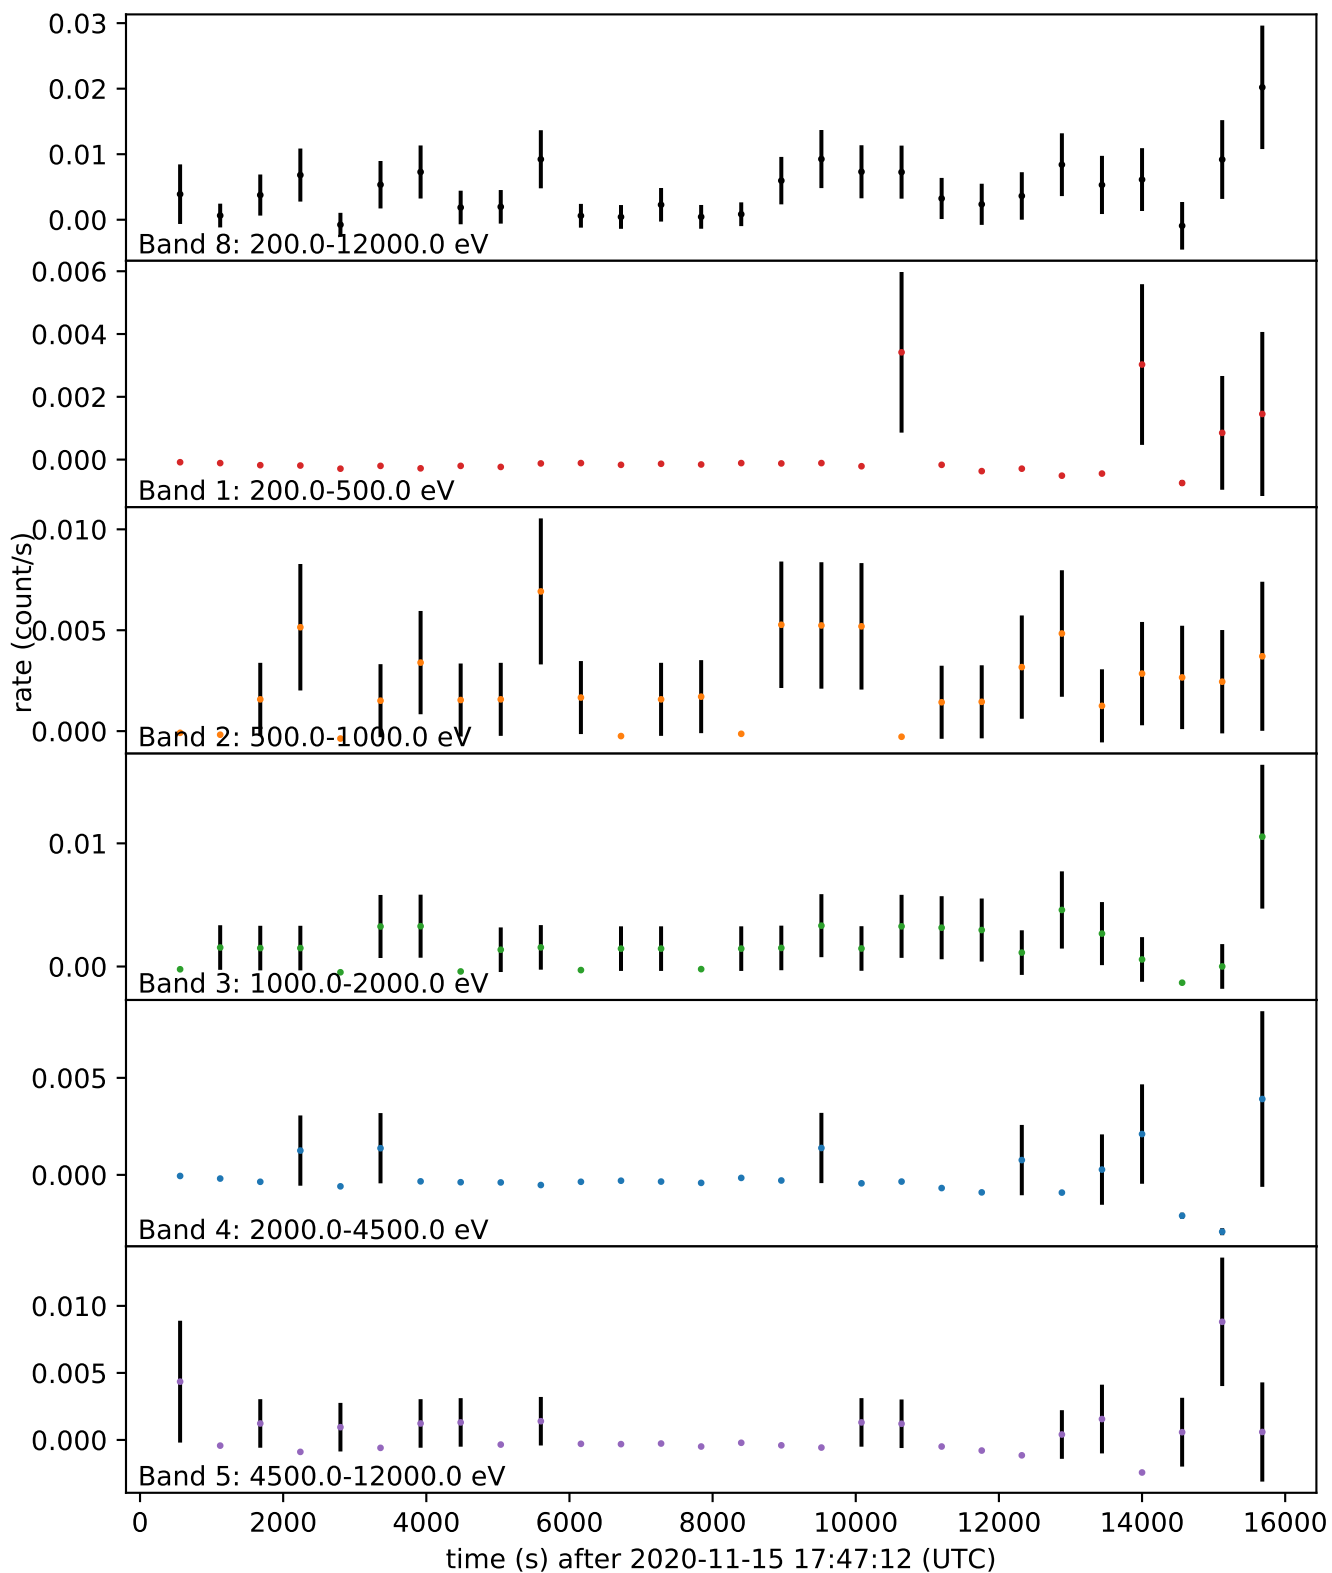 0.03
0.02
0.01
0.00
Band 8: 200.0-12000.0 eV
0.006
0.004
0.002
0.000
Band 1: 200.0-500.0 eV
rate (count/s)
0.010
0.005
0.000
Band 2: 500.0-1000.0 eV
0.01
0.00
Band 3: 1000.0-2000.0 eV
0.005
0.000
Band 4: 2000.0-4500.0 eV
0.010
0.005
0.000
Band 5: 4500.0-12000.0 eV
0 2000 4000 6000 8000 10000 12000 14000 16000
time (s) after 2020-11-15 17:47:12 (UTC)